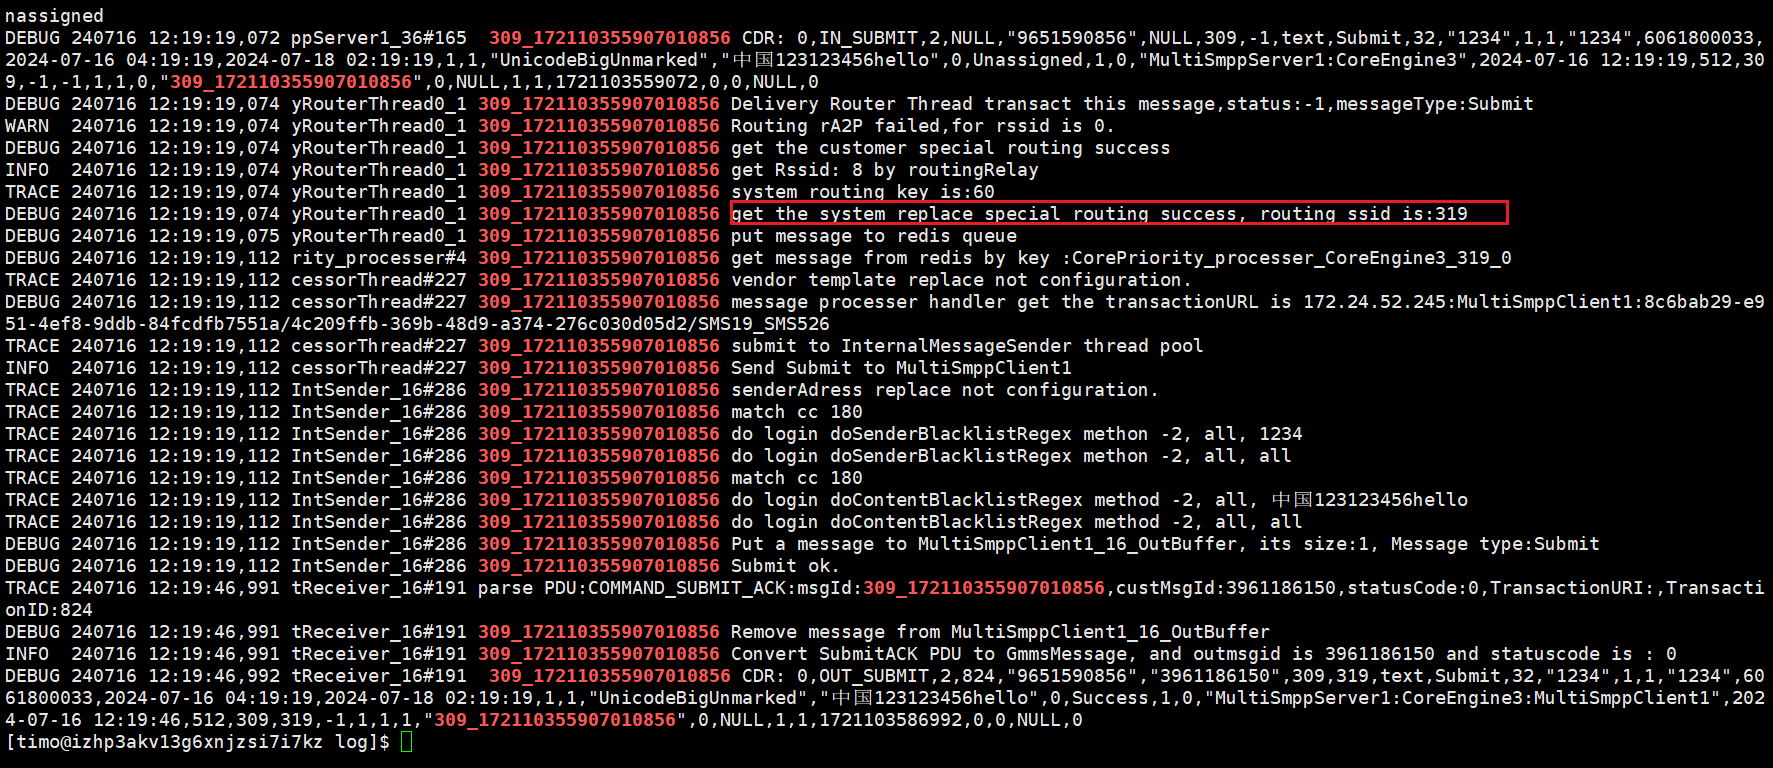 nassigned
DEBUG 240716 12:19:19,072 ppServer1_36#165  309_172110355907010856 CDR: 0,IN_SUBMIT,2,NULL,"9651590856",NULL,309,-1,text,Submit,32,"1234",1,1,"1234",6061800033,
2024-07-16 04:19:19,2024-07-18 02:19:19,1,1,"UnicodeBigUnmarked","中国123123456hello",0,Unassigned,1,0,"MultiSmppServer1:CoreEngine3",2024-07-16 12:19:19,512,30
9,-1,-1,1,1,0,"309_172110355907010856",0,NULL,1,1,1721103559072,0,0,NULL,0
DEBUG 240716 12:19:19,074 yRouterThread0_1 309_172110355907010856 Delivery Router Thread transact this message,status:-1,messageType:Submit
WARN  240716 12:19:19,074 yRouterThread0_1 309_172110355907010856 Routing rA2P failed,for rssid is 0.
DEBUG 240716 12:19:19,074 yRouterThread0_1 309_172110355907010856 get the customer special routing success
INFO  240716 12:19:19,074 yRouterThread0_1 309_172110355907010856 get Rssid: 8 by routingRelay
TRACE 240716 12:19:19,074 yRouterThread0_1 309_172110355907010856 system routing key is:60
DEBUG 240716 12:19:19,074 yRouterThread0_1 309_172110355907010856 get the system replace special routing success, routing ssid is:319
DEBUG 240716 12:19:19,075 yRouterThread0_1 309_172110355907010856 put message to redis queue
DEBUG 240716 12:19:19,112 rity_processer#4 309_172110355907010856 get message from redis by key :CorePriority_processer_CoreEngine3_319_0
TRACE 240716 12:19:19,112 cessorThread#227 309_172110355907010856 vendor template replace not configuration.
DEBUG 240716 12:19:19,112 cessorThread#227 309_172110355907010856 message processer handler get the transactionURL is 172.24.52.245:MultiSmppClient1:8c6bab29-e9
51-4ef8-9ddb-84fcdfb7551a/4c209ffb-369b-48d9-a374-276c030d05d2/SMS19_SMS526
TRACE 240716 12:19:19,112 cessorThread#227 309_172110355907010856 submit to InternalMessageSender thread pool
INFO  240716 12:19:19,112 cessorThread#227 309_172110355907010856 Send Submit to MultiSmppClient1
TRACE 240716 12:19:19,112 IntSender_16#286 309_172110355907010856 senderAdress replace not configuration.
TRACE 240716 12:19:19,112 IntSender_16#286 309_172110355907010856 match cc 180
TRACE 240716 12:19:19,112 IntSender_16#286 309_172110355907010856 do login doSenderBlacklistRegex methon -2, all, 1234
TRACE 240716 12:19:19,112 IntSender_16#286 309_172110355907010856 do login doSenderBlacklistRegex methon -2, all, all
TRACE 240716 12:19:19,112 IntSender_16#286 309_172110355907010856 match cc 180
TRACE 240716 12:19:19,112 IntSender_16#286 309_172110355907010856 do login doContentBlacklistRegex method -2, all, 中国123123456hello
TRACE 240716 12:19:19,112 IntSender_16#286 309_172110355907010856 do login doContentBlacklistRegex method -2, all, all
DEBUG 240716 12:19:19,112 IntSender_16#286 309_172110355907010856 Put a message to MultiSmppClient1_16_OutBuffer, its size:1, Message type:Submit
DEBUG 240716 12:19:19,112 IntSender_16#286 309_172110355907010856 Submit ok.
TRACE 240716 12:19:46,991 tReceiver_16#191 parse PDU:COMMAND_SUBMIT_ACK:msgId:309_172110355907010856,custMsgId:3961186150,statusCode:0,TransactionURI:,Transacti
onID:824
DEBUG 240716 12:19:46,991 tReceiver_16#191 309_172110355907010856 Remove message from MultiSmppClient1_16_OutBuffer
INFO  240716 12:19:46,991 tReceiver_16#191 309_172110355907010856 Convert SubmitACK PDU to GmmsMessage, and outmsgid is 3961186150 and statuscode is : 0
DEBUG 240716 12:19:46,992 tReceiver_16#191  309_172110355907010856 CDR: 0,OUT_SUBMIT,2,824,"9651590856","3961186150",309,319,text,Submit,32,"1234",1,1,"1234",60
61800033,2024-07-16 04:19:19,2024-07-18 02:19:19,1,1,"UnicodeBigUnmarked","中国123123456hello",0,Success,1,0,"MultiSmppServer1:CoreEngine3:MultiSmppClient1",202
4-07-16 12:19:46,512,309,319,-1,1,1,1,"309_172110355907010856",0,NULL,1,1,1721103586992,0,0,NULL,0
[timo@izhp3akv13g6xnjzsi7i7kz log]$